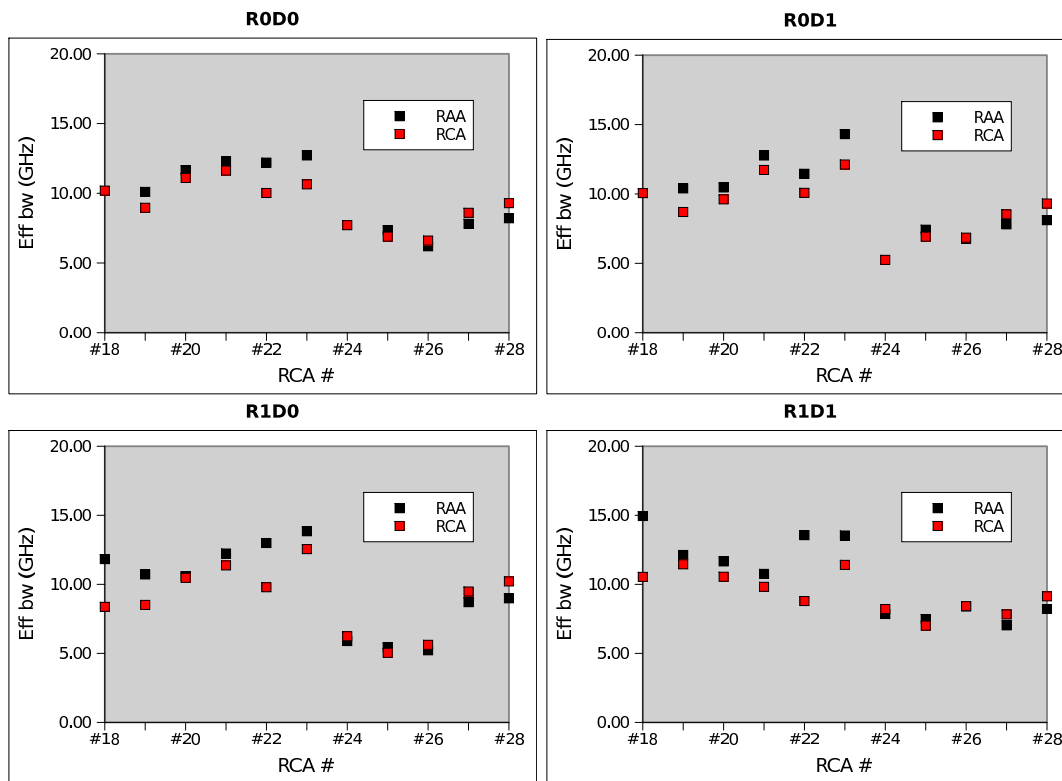 R0D0
20.00
15.00
10.00
5.00
0.00
Eff bw (GHz)
RAA
RCA
#18 #20 #22 #24 #26 #28
RCA #
R0D1
20.00
15.00
10.00
5.00
0.00
Eff bw (GHz)
RAA
RCA
#18 #20 #22 #24 #26 #28
RCA #
R1D0
20.00
15.00
10.00
5.00
0.00
Eff bw (GHz)
RAA
RCA
#18 #20 #22 #24 #26 #28
RCA #
R1D1
20.00
15.00
10.00
5.00
0.00
Eff bw (GHz)
RAA
RCA
#18 #20 #22 #24 #26 #28
RCA #